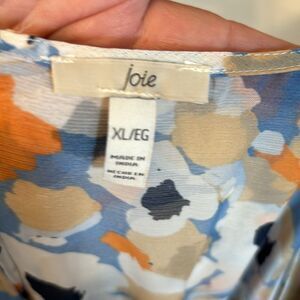 joie
XL/EG
MADE IN
INDIA
HECHO EN
INDIA